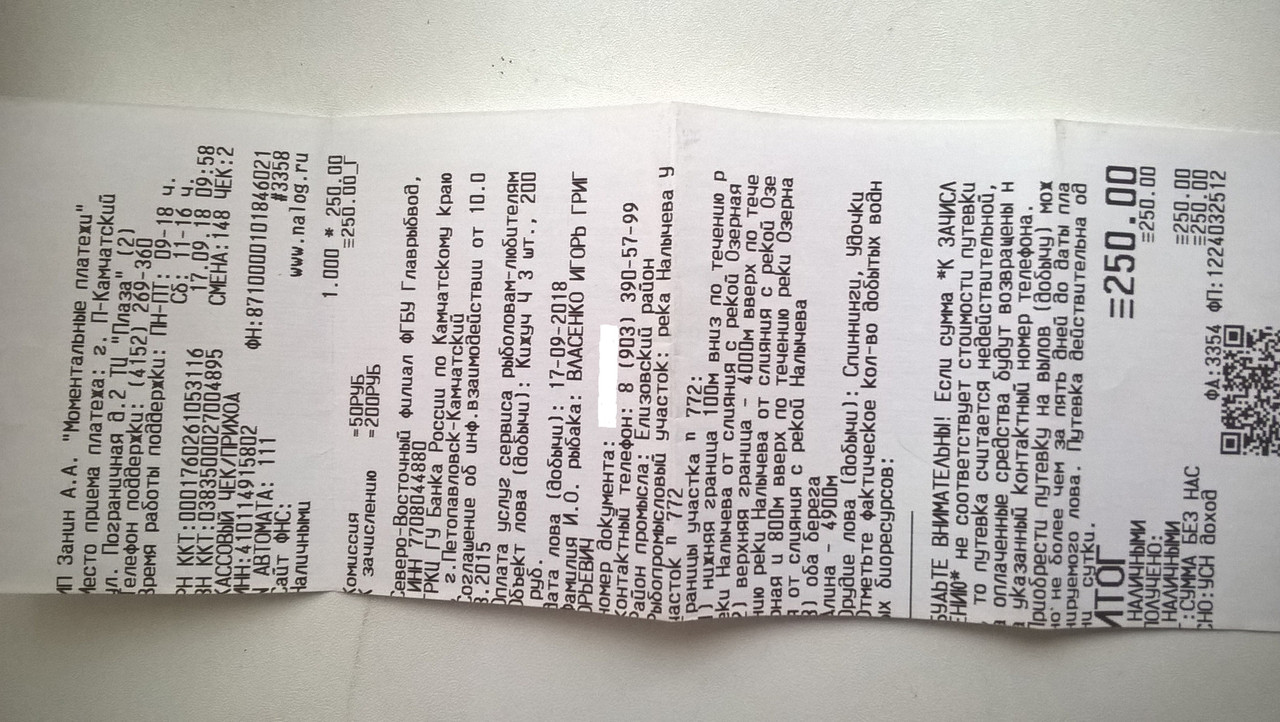 ИП Занин А.А. "Моментальные платежи"
Место приема платежа: г. П-Камчатский
ул. Пограничная д.2 ТЦ "Плаза" (2)
Телефон поддержки: (4152) 269-360
Время работы поддержки: ПН-ПТ: 09-18 ч.
Сб: 11-16 ч.
РН ККТ:0001760261053116 17.09.18 09:58
ЗН ККТ:03835000027004895 СМЕНА:148 ЧЕК:2
КАССОВЫЙ ЧЕК/ПРИХОД
ИНН:410114915802 ФН:8710000101846021
N АВТОМАТА: 111 #3358
Сайт ФНС: www.nalog.ru
Наличными
1.000 * 250.00
≡250.00_Г
Комиссия =50РУБ
К зачислению =200РУБ
Северо-Восточный филиал ФГБУ Главрыбвод,
ИНН 7708044880
РКЦ ГУ Банка России по Камчатскому краю
г.Петопавловск-Камчатский
Соглашение об инф.взаимодействии от 10.0
8.2015
Оплата услуг сервиса рыболовам-любителям
Объект лова (добычи): Кижуч Ч 3 шт., 200
руб.
Дата лова (добычи): 17-09-2018
Фамилия И.О. рыбака: ВЛАСЕНКО ИГОРЬ ГРИГ
ОРЬЕВИЧ
Номер документа:
Контактный телефон: 8 (903) 390-57-99
Район промысла: Елизовский район
Рыбопромысловый участок: река Налычева у
часток n 772
Границы участка n 772:
1) нижняя граница 100м вниз по течению р
еки Налычева от слияния с рекой Озерная
2) верхняя граница - 4000м вверх по тече
нию реки Налычева от слияния с рекой Озе
рная и 800м вверх по течению реки Озерна
я от слияния с рекой Налычева
3) оба берега
Длина - 4900м
Орудие лова (добычи): Спиннинги, удочки
Отметьте фактическое кол-во добытых водн
ых биоресурсов:
БУДЬТЕ ВНИМАТЕЛЬНЫ! Если сумма *К ЗАЧИСЛ
ЕНИЮ* не соответствует стоимости путевки
, то путевка считается недействительной,
а оплаченные средства будут возвращены н
а указанный контактный номер телефона.
Приобрести путевку на вылов (добычу) мож
но не более чем за пять дней до даты пла
нируемого лова. Путевка действительна од
ни сутки.
ИТОГ ≡250.00
НАЛИЧНЫМИ ≡250.00
ПОЛУЧЕНО:
НАЛИЧНЫМИ ≡250.00
Г:СУММА БЕЗ НДС ≡250.00
СНО:УСН доход ФД:3354 ФП:1224032512